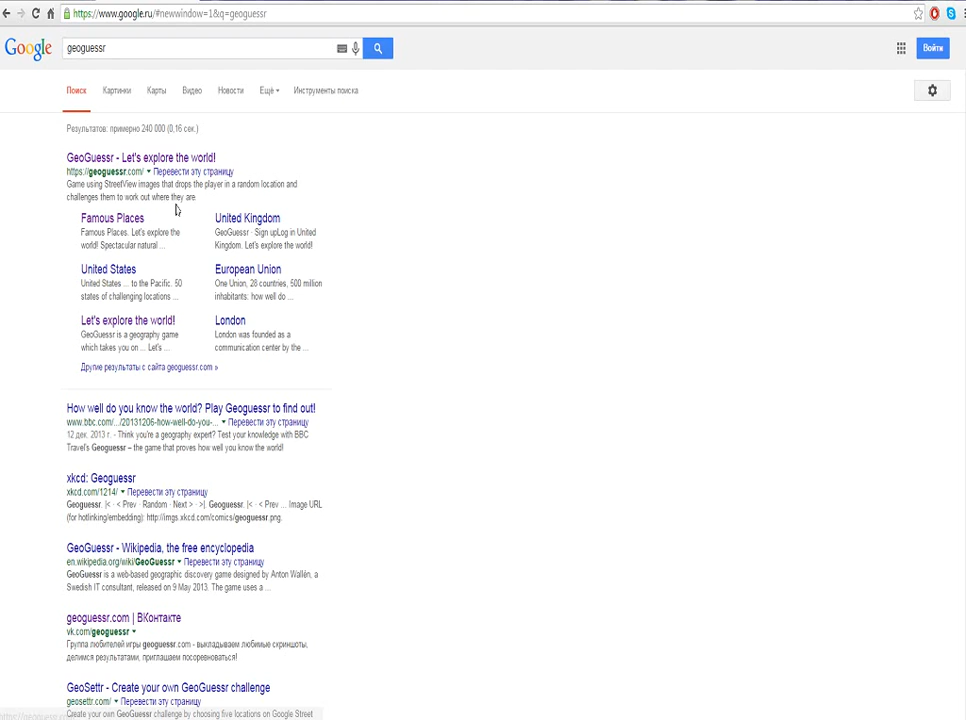 https://www.google.ru/#newwindow=1&q=geoguessr
Google
geoguessr
Войти
Поиск Картинки Карты Видео Новости Ещё Инструменты поиска
Результатов: примерно 240 000 (0,16 сек.)
GeoGuessr - Let's explore the world!
https://geoguessr.com/ Перевести эту страницу
Game using StreetView images that drops the player in a random location and
challenges them to work out where they are.
Famous Places
Famous Places. Let's explore the
world! Spectacular natural ...
United Kingdom
GeoGuessr · Sign upLog in United
Kingdom. Let's explore the world!
United States
United States ... to the Pacific. 50
states of challenging locations ...
European Union
One Union, 28 countries, 500 million
inhabitants: how well do ...
Let's explore the world!
GeoGuessr is a geography game
which takes you on ... Let's ...
London
London was founded as a
communication center by the ...
Другие результаты с сайта geoguessr.com »
How well do you know the world? Play Geoguessr to find out!
www.bbc.com/.../20131206-how-well-do-you-... Перевести эту страницу
12 дек. 2013 г. - Think you're a geography expert? Test your knowledge with BBC
Travel's Geoguessr – the game that proves how well you know the world!
xkcd: Geoguessr
xkcd.com/1214/ Перевести эту страницу
Geoguessr. |< · < Prev · Random · Next > · >|. Geoguessr. |< · < Prev ... Image URL
(for hotlinking/embedding): http://imgs.xkcd.com/comics/geoguessr.png.
GeoGuessr - Wikipedia, the free encyclopedia
en.wikipedia.org/wiki/GeoGuessr Перевести эту страницу
GeoGuessr is a web-based geographic discovery game designed by Anton Wallén, a
Swedish IT consultant, released on 9 May 2013. The game uses a ...
geoguessr.com | ВКонтакте
vk.com/geoguessr
Группа любителей игры geoguessr.com - выкладываем любимые скриншоты,
делимся результатами, приглашаем посоревноваться!
GeoSettr - Create your own GeoGuessr challenge
geosettr.com/ Перевести эту страницу
Create your own GeoGuessr challenge by choosing five locations on Google Street